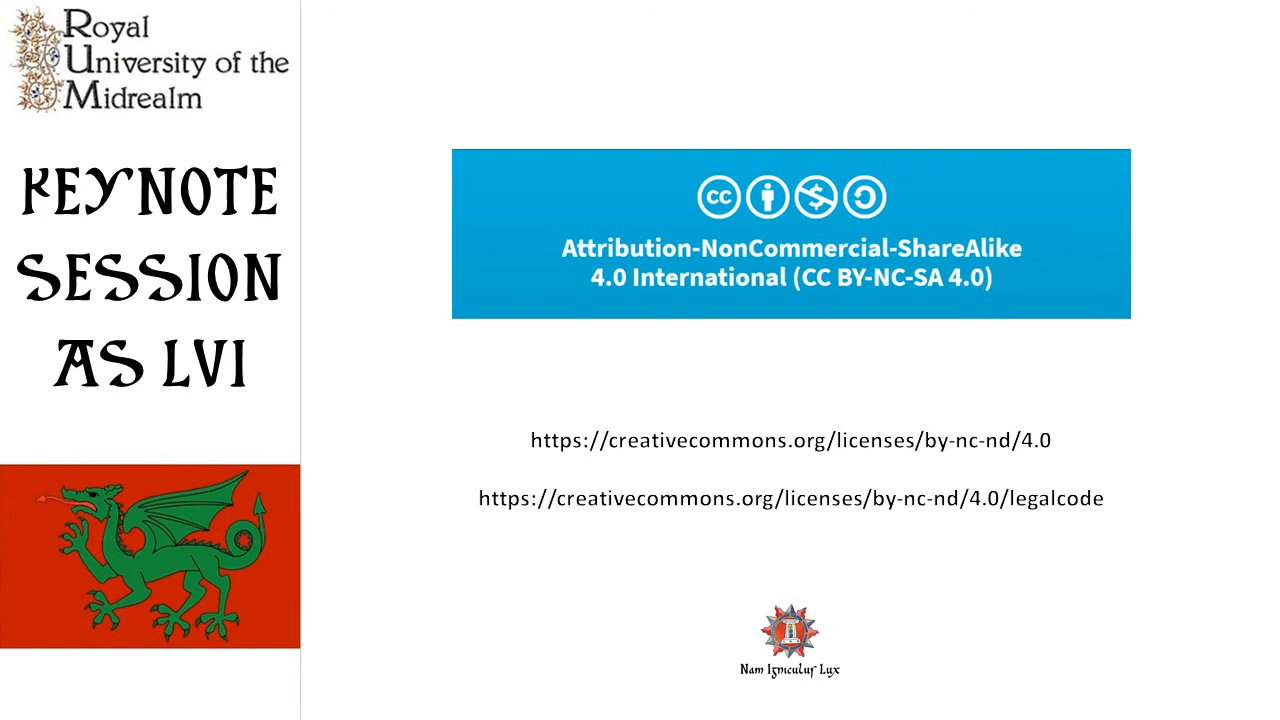 Royal
University of the
Midrealm
KEYNOTE
SESSION
AS LVI
cc
Attribution-NonCommercial-ShareAlike
4.0 International (CC BY-NC-SA 4.0)
https://creativecommons.org/licenses/by-nc-nd/4.0
https://creativecommons.org/licenses/by-nc-nd/4.0/legalcode
Nam Igniculus Lux